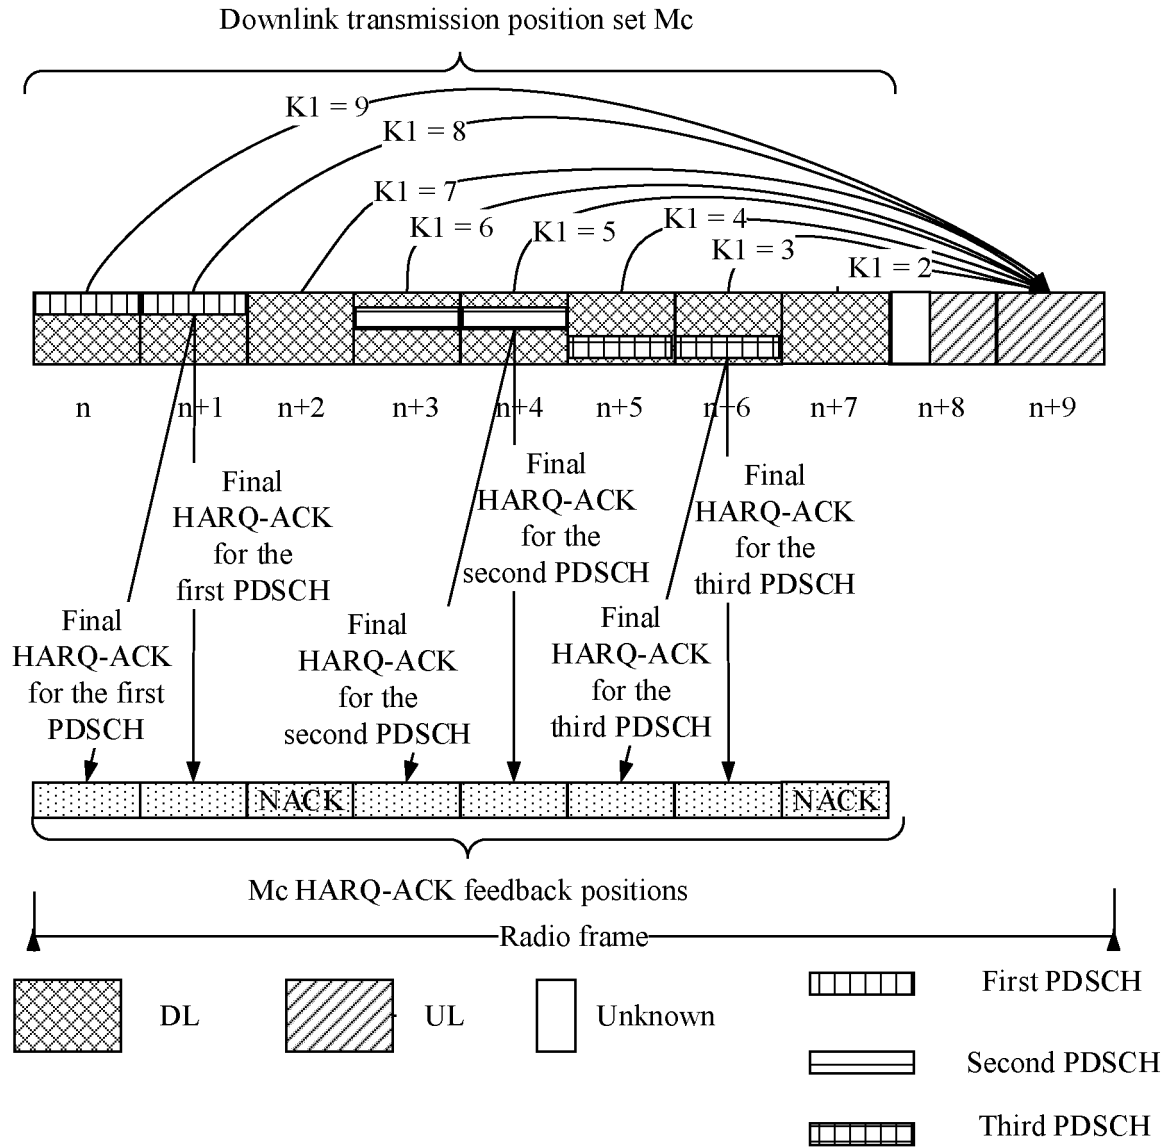 Downlink transmission position set Mc
K1 = 9
K1 = 8
K1 = 7
K1 = 6
K1 = 5
K1 = 4
K1 = 3
K1 = 2
n
n+1
n+2
n+3
n+4
n+5
n+6
n+7
n+8
n+9
Final
HARQ-ACK
for the
first PDSCH
Final
HARQ-ACK
for the
second PDSCH
Final
HARQ-ACK
for the
third PDSCH
Final
HARQ-ACK
for the first
PDSCH
Final
HARQ-ACK
for the
second PDSCH
Final
HARQ-ACK
for the
third PDSCH
NACK
NACK
Mc HARQ-ACK feedback positions
Radio frame
DL
UL
Unknown
First PDSCH
Second PDSCH
Third PDSCH